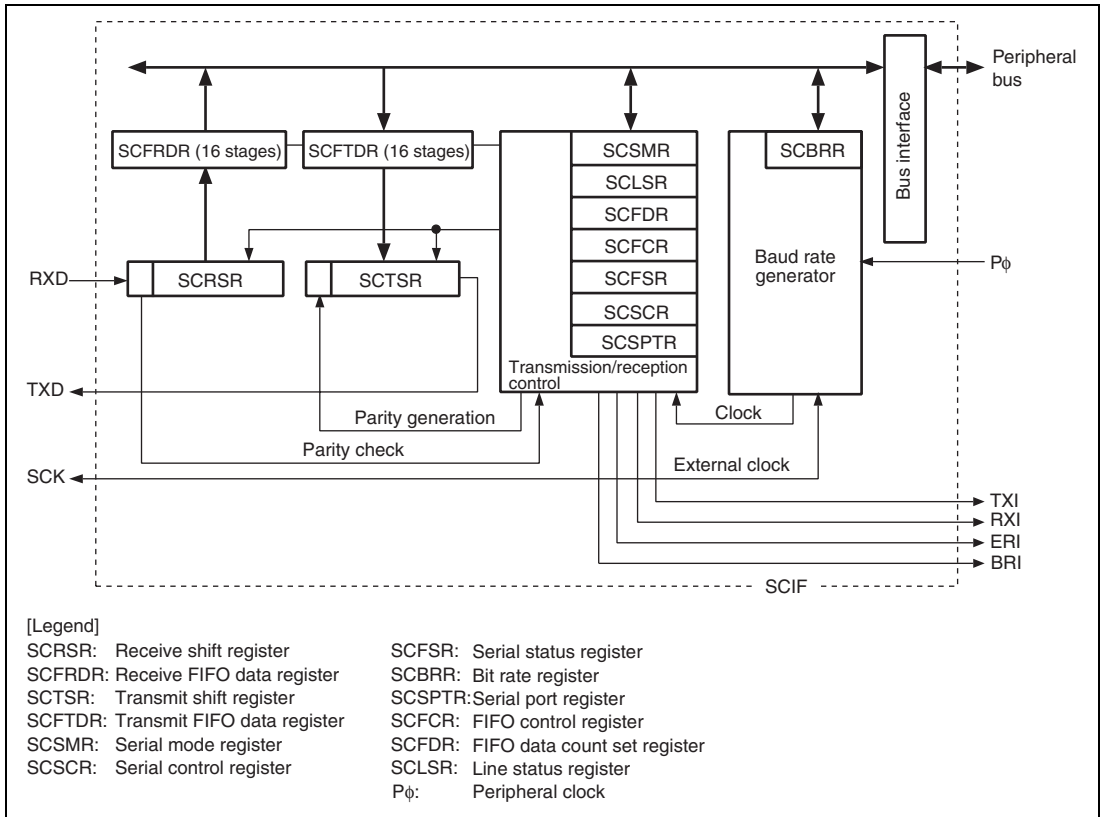 Peripheral
bus
Bus interface
SCFRDR (16 stages)
SCFTDR (16 stages)
SCSMR
SCBRR
SCLSR
SCFDR
SCFCR
SCFSR
SCSCR
SCSPTR
Transmission/reception
control
Baud rate
generator
Pϕ
RXD
SCRSR
SCTSR
TXD
Parity generation
Clock
Parity check
External clock
SCK
TXI
RXI
ERI
BRI
SCIF
[Legend]
SCRSR: Receive shift register
SCFRDR: Receive FIFO data register
SCTSR: Transmit shift register
SCFTDR: Transmit FIFO data register
SCSMR: Serial mode register
SCSCR: Serial control register
SCFSR: Serial status register
SCBRR: Bit rate register
SCSPTR: Serial port register
SCFCR: FIFO control register
SCFDR: FIFO data count set register
SCLSR: Line status register
Pϕ: Peripheral clock